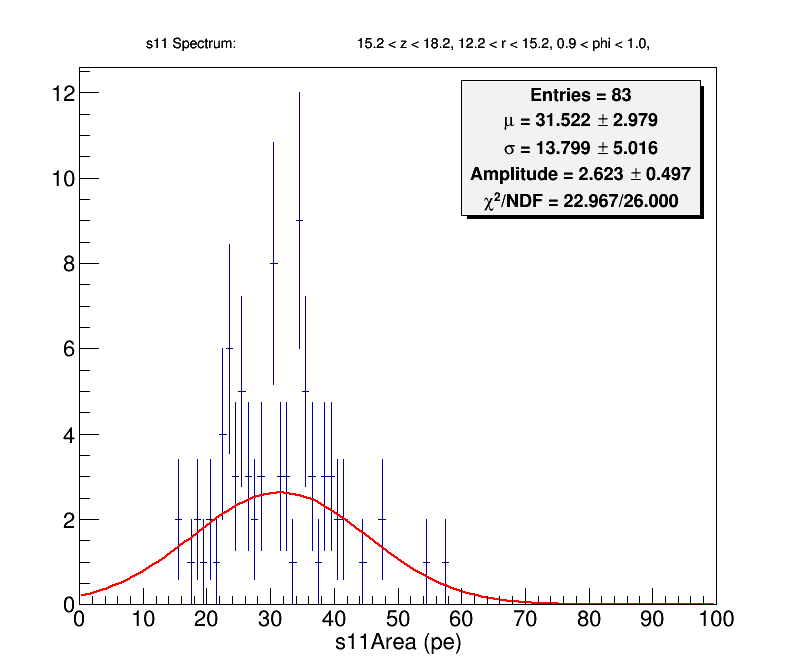 s11 Spectrum: 15.2 < z < 18.2, 12.2 < r < 15.2, 0.9 < phi < 1.0,
Entries = 83
μ = 31.522 ± 2.979
σ = 13.799 ± 5.016
Amplitude = 2.623 ± 0.497
χ²/NDF = 22.967/26.000
12
10
8
6
4
2
0
0 10 20 30 40 50 60 70 80 90 100
s11Area (pe)